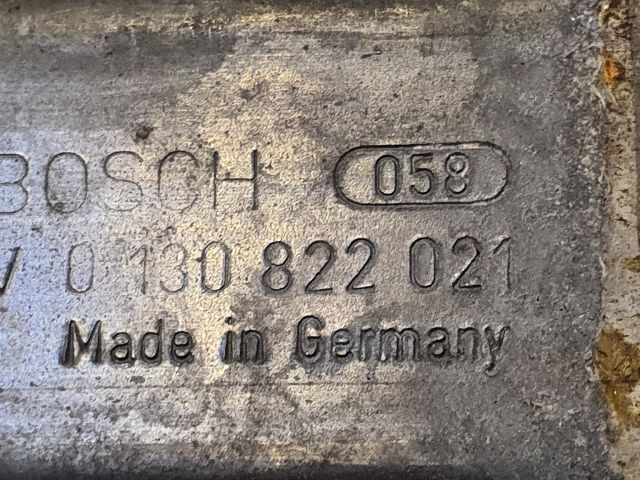 BOSCH 058
V 0 130 822 021
Made in Germany